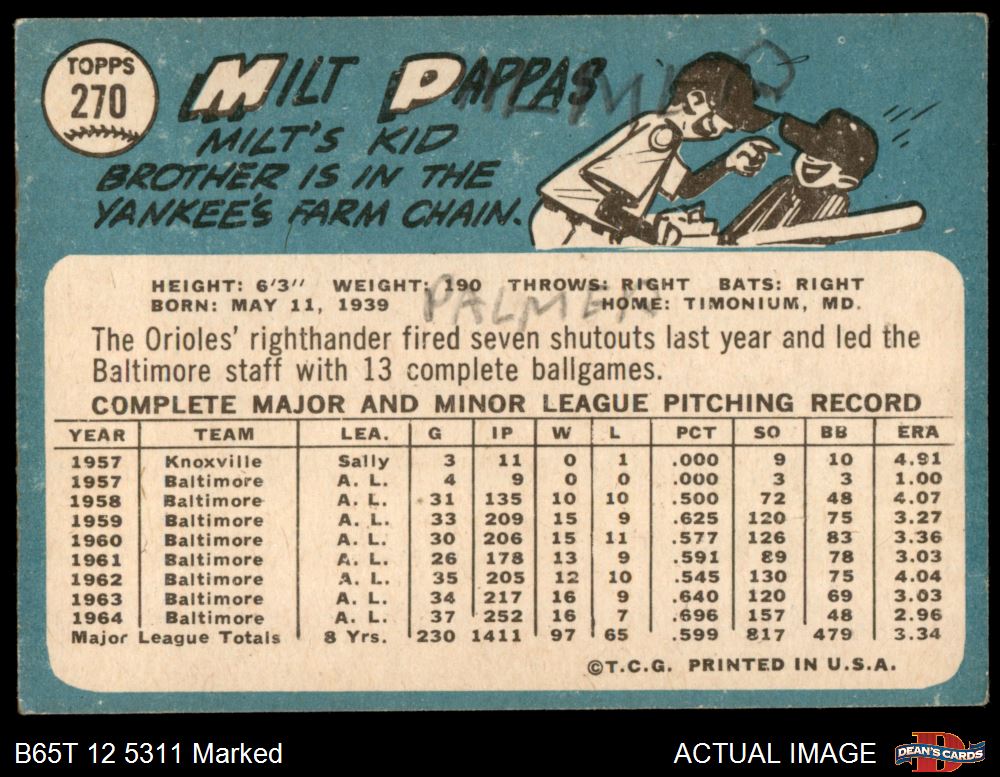 TOPPS
270
MILT PAPPAS
PALMER
MILT'S KID
BROTHER IS IN THE
YANKEE'S FARM CHAIN.
HEIGHT: 6'3" WEIGHT: 190 THROWS: RIGHT BATS: RIGHT
BORN: MAY 11, 1939 HOME: TIMONIUM, MD.
PALMER
The Orioles' righthander fired seven shutouts last year and led the
Baltimore staff with 13 complete ballgames.
COMPLETE MAJOR AND MINOR LEAGUE PITCHING RECORD
YEAR TEAM LEA. G IP W L PCT SO BB ERA
1957 Knoxville Sally 3 11 0 1 .000 9 10 4.91
1957 Baltimore A. L. 4 9 0 0 .000 3 3 1.00
1958 Baltimore A. L. 31 135 10 10 .500 72 48 4.07
1959 Baltimore A. L. 33 209 15 9 .625 120 75 3.27
1960 Baltimore A. L. 30 206 15 11 .577 126 83 3.36
1961 Baltimore A. L. 26 178 13 9 .591 89 78 3.03
1962 Baltimore A. L. 35 205 12 10 .545 130 75 4.04
1963 Baltimore A. L. 34 217 16 9 .640 120 69 3.03
1964 Baltimore A. L. 37 252 16 7 .696 157 48 2.96
Major League Totals 8 Yrs. 230 1411 97 65 .599 817 479 3.34
©T.C.G. PRINTED IN U.S.A.
B65T 12 5311 Marked
ACTUAL IMAGE
DEAN'S CARDS